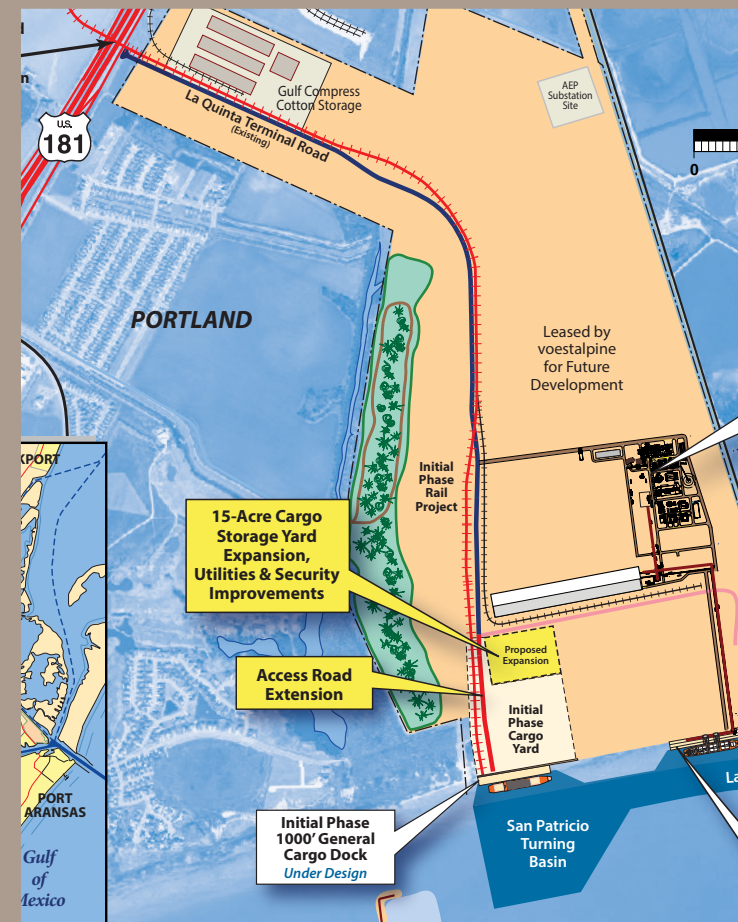 d
n
U.S.
181
Gulf Compress
Cotton Storage
La Quinta Terminal Road
(Existing)
AEP
Substation
Site
0
PORTLAND
Leased by
voestalpine
for Future
Development
Initial
Phase
Rail
Project
15-Acre Cargo
Storage Yard
Expansion,
Utilities & Security
Improvements
Proposed
Expansion
Access Road
Extension
Initial
Phase
Cargo
Yard
La
Initial Phase
1000' General
Cargo Dock
Under Design
San Patricio
Turning
Basin
PORT
ARANSAS
Gulf
of
Mexico